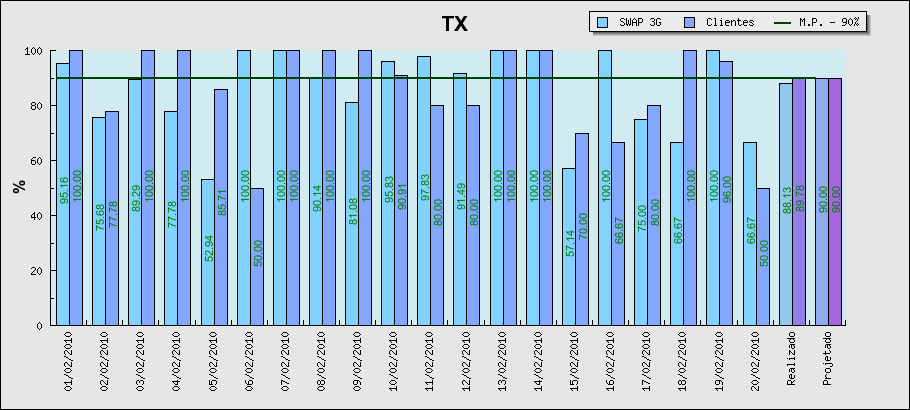 TX
SWAP 3G Clientes M.P. - 90%
%
100
80
60
40
20
0
95.16 100.00 75.68 77.78 89.29 100.00 77.78 100.00 52.94 85.71 100.00 50.00 100.00 100.00 90.14 100.00 81.08 100.00 95.83 90.91 97.83 80.00 91.49 80.00 100.00 100.00 100.00 100.00 57.14 70.00 100.00 66.67 75.00 80.00 66.67 100.00 100.00 96.00 66.67 50.00 88.13 89.78 90.00 90.00
01/02/2010 02/02/2010 03/02/2010 04/02/2010 05/02/2010 06/02/2010 07/02/2010 08/02/2010 09/02/2010 10/02/2010 11/02/2010 12/02/2010 13/02/2010 14/02/2010 15/02/2010 16/02/2010 17/02/2010 18/02/2010 19/02/2010 20/02/2010 Realizado Projetado